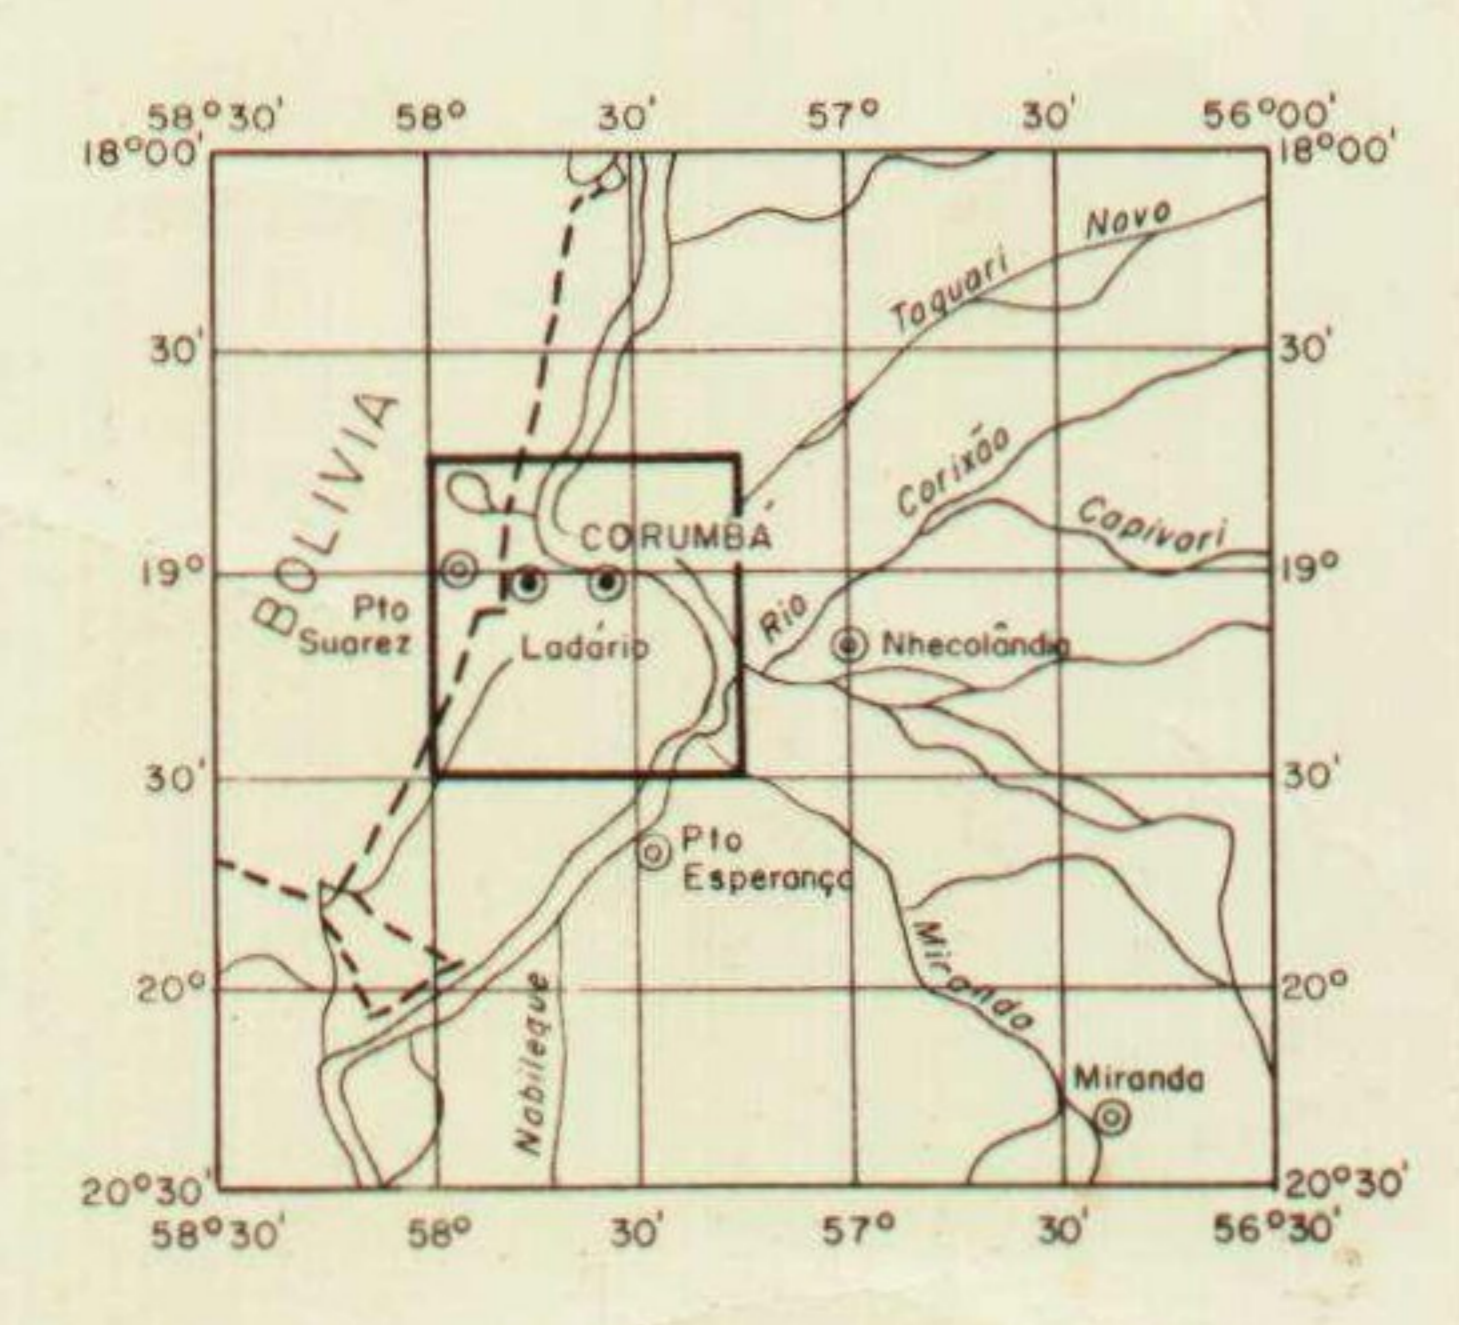 58°30' 58° 30' 57° 30' 56°00'
18°00' 18°00'
Novo
Taquari
30' 30'
BOLIVIA
Corixão
Capivari
CORUMBÁ
19° 19°
Pto
Suarez
Ladário
Rio
Nhecolândia
30' 30'
Pto
Esperança
Miranda
20° 20°
Nabileque
Miranda
20°30' 20°30'
58°30' 58° 30' 57° 30' 56°30'